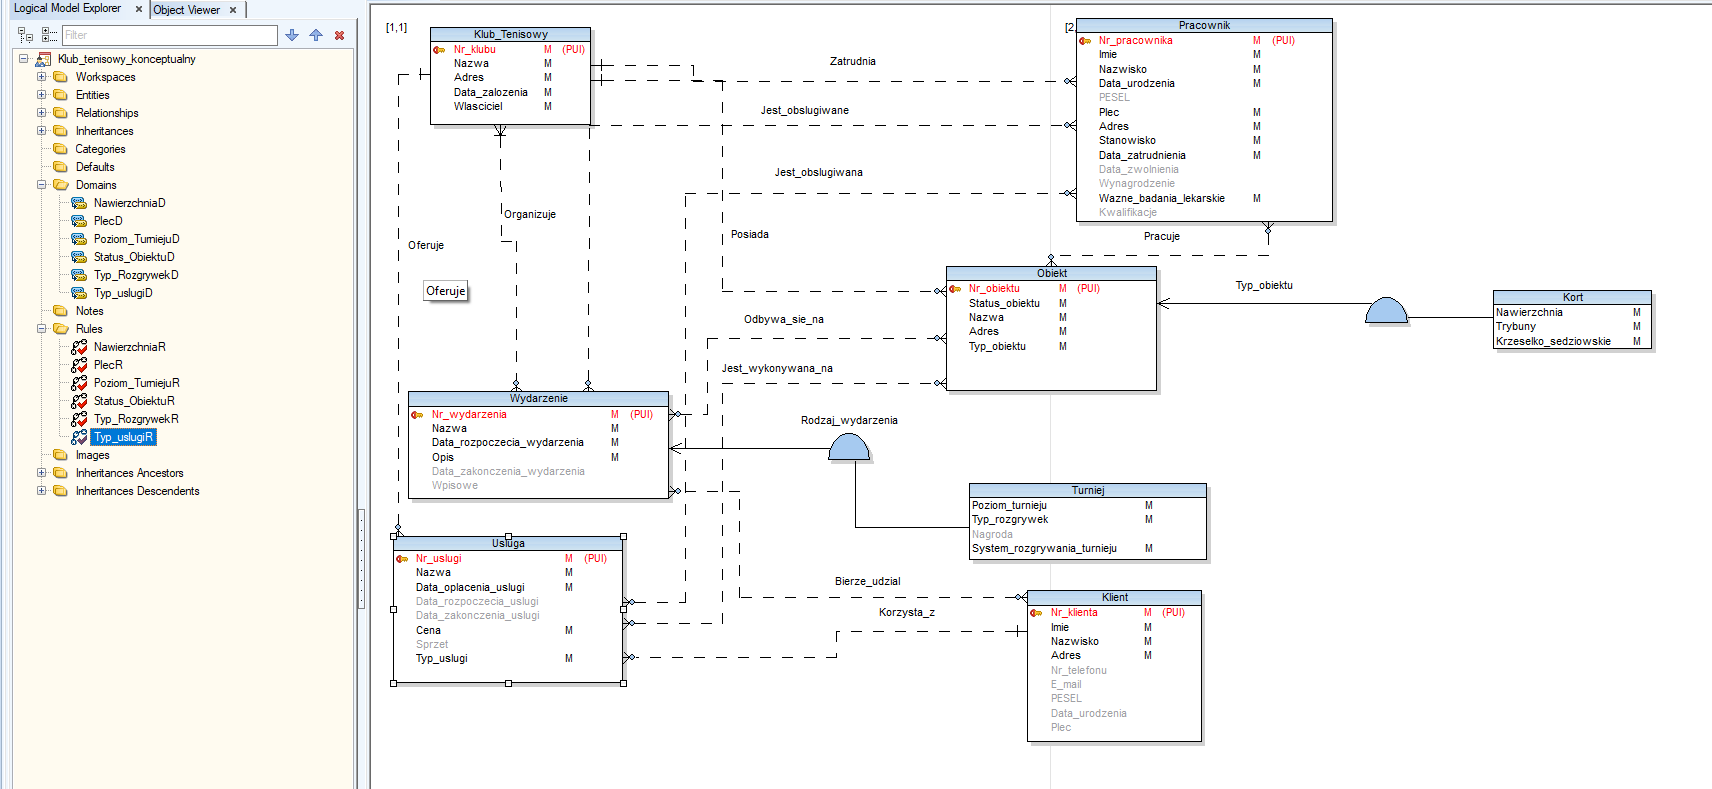 Logical Model Explorer
Object Viewer
Filter
Klub_tenisowy_konceptualny
Workspaces
Entities
Relationships
Inheritances
Categories
Defaults
Domains
NawierzchniaD
PlecD
Poziom_TurniejuD
Status_ObiektuD
Typ_RozgrywekD
Typ_uslugiD
Notes
Rules
NawierzchniaR
PlecR
Poziom_TurniejuR
Status_ObiektuR
Typ_RozgrywekR
Typ_uslugiR
Images
Inheritances Ancestors
Inheritances Descendents
[1,1]
Klub_Tenisowy
Nr_klubu M (PUI)
Nazwa M
Adres M
Data_zalozenia M
Wlasciciel M
Zatrudnia
Jest_obslugiwane
Jest_obslugiwana
Organizuje
Oferuje
Posiada
Oferuje
[2,
Pracownik
Nr_pracownika M (PUI)
Imie M
Nazwisko M
Data_urodzenia M
PESEL
Plec M
Adres M
Stanowisko M
Data_zatrudnienia M
Data_zwolnienia
Wynagrodzenie
Wazne_badania_lekarskie M
Kwalifikacje
Pracuje
Obiekt
Nr_obiektu M (PUI)
Status_obiektu M
Nazwa M
Adres M
Typ_obiektu M
Typ_obiektu
Kort
Nawierzchnia M
Trybuny M
Krzeselko_sedziowskie M
Odbywa_sie_na
Jest_wykonywana_na
Wydarzenie
Nr_wydarzenia M (PUI)
Nazwa M
Data_rozpoczecia_wydarzenia M
Opis M
Data_zakonczenia_wydarzenia
Wpisowe
Rodzaj_wydarzenia
Turniej
Poziom_turnieju M
Typ_rozgrywek M
Nagroda
System_rozgrywania_turnieju M
Usluga
Nr_uslugi M (PUI)
Nazwa M
Data_oplacenia_uslugi M
Data_rozpoczecia_uslugi
Data_zakonczenia_uslugi
Cena M
Sprzet
Typ_uslugi M
Bierze_udzial
Korzysta_z
Klient
Nr_klienta M (PUI)
Imie M
Nazwisko M
Adres M
Nr_telefonu
E_mail
PESEL
Data_urodzenia
Plec